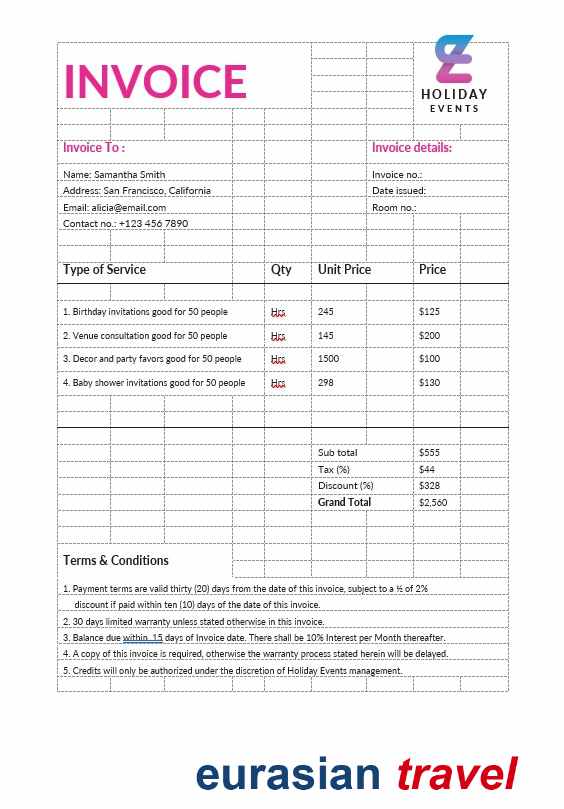 INVOICE
HOLIDAY
EVENTS
Invoice To :
Invoice details:
Name: Samantha Smith
Invoice no.:
Address: San Francisco, California
Date issued:
Email: alicia@email.com
Room no.:
Contact no.: +123 456 7890
Type of Service Qty Unit Price Price
1. Birthday invitations good for 50 people Hrs 245 $125
2. Venue consultation good for 50 people Hrs 145 $200
3. Decor and party favors good for 50 people Hrs 1500 $100
4. Baby shower invitations good for 50 people Hrs 298 $130
Sub total $555
Tax (%) $44
Discount (%) $328
Grand Total $2,560
Terms & Conditions
1. Payment terms are valid thirty (20) days from the date of this invoice, subject to a ½ of 2%
discount if paid within ten (10) days of the date of this invoice.
2. 30 days limited warranty unless stated otherwise in this invoice.
3. Balance due within 15 days of Invoice date. There shall be 10% Interest per Month thereafter.
4. A copy of this invoice is required, otherwise the warranty process stated herein will be delayed.
5. Credits will only be authorized under the discretion of Holiday Events management.
eurasian travel